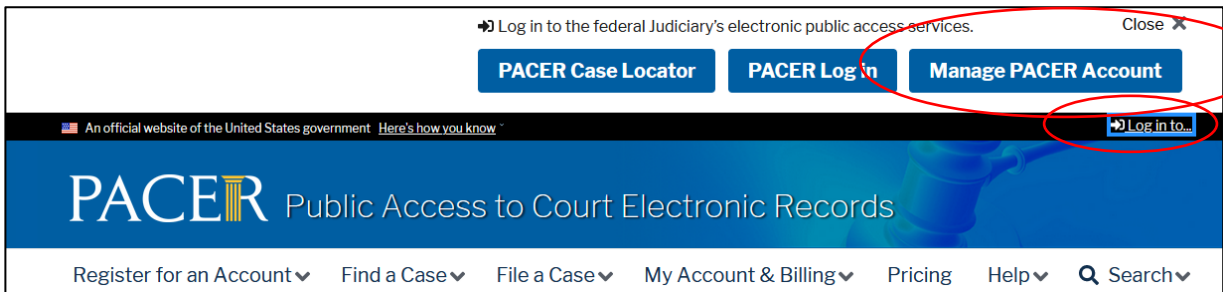 Log in to the federal Judiciary's electronic public access services.
Close
PACER Case Locator
PACER Log in
Manage PACER Account
An official website of the United States government Here's how you know
Log in to...
PACER Public Access to Court Electronic Records
Register for an Account
Find a Case
File a Case
My Account & Billing
Pricing
Help
Search